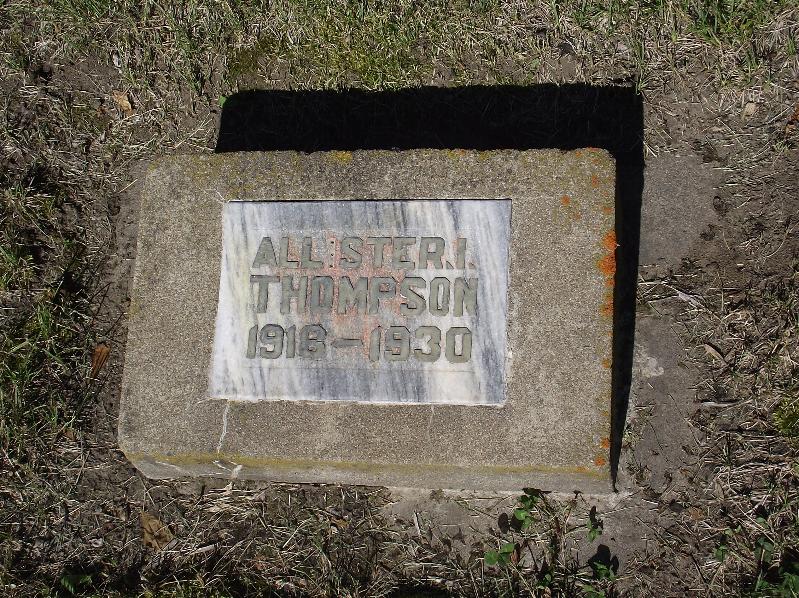 ALLISTER I.
THOMPSON
1916-1930